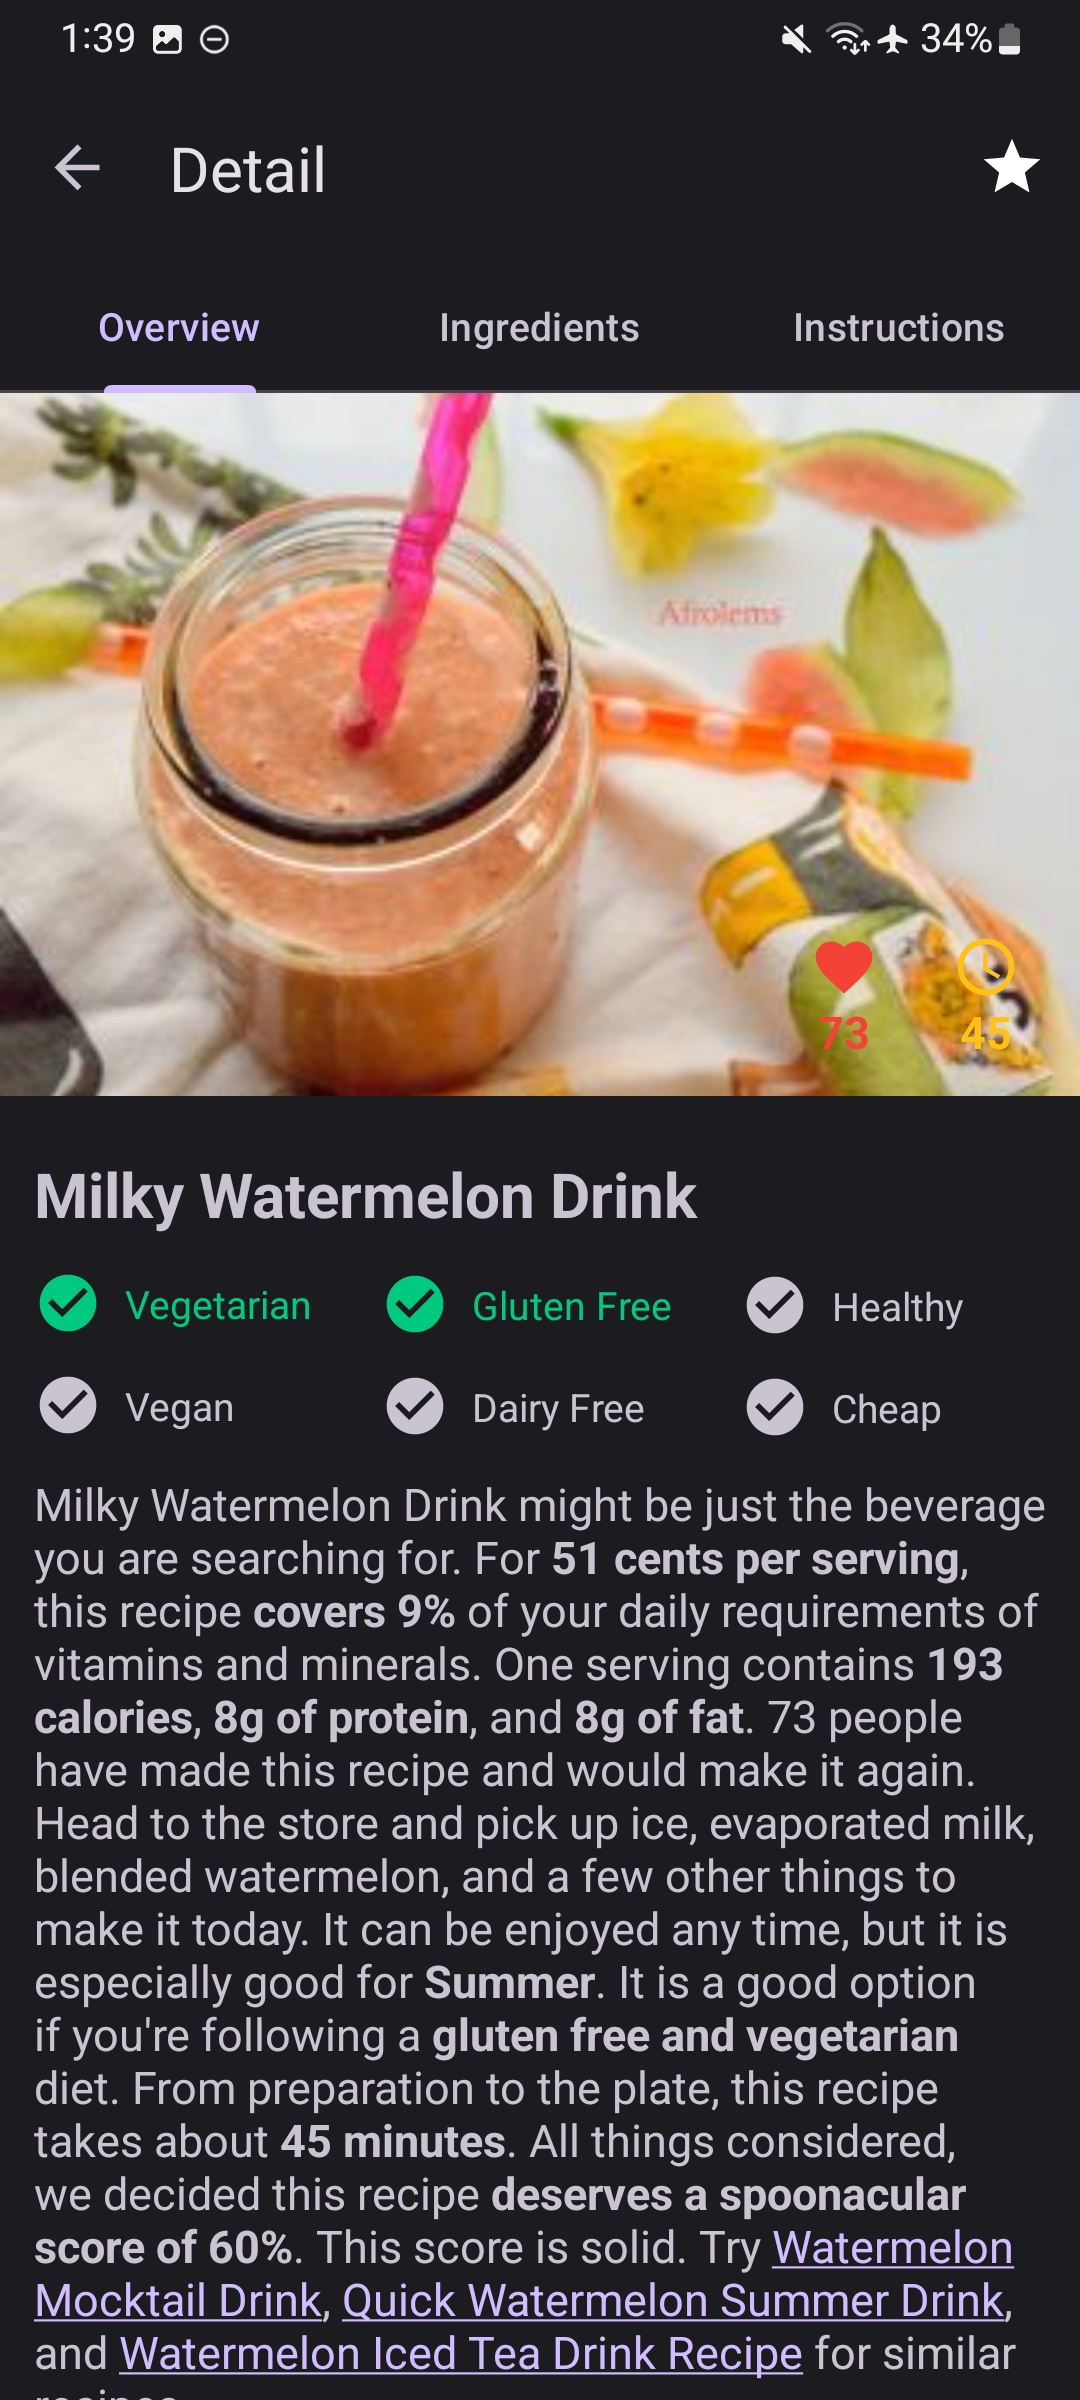 1:39
34%
Detail
Overview Ingredients Instructions
Afrolems
73 45
Milky Watermelon Drink
Vegetarian Gluten Free Healthy
Vegan Dairy Free Cheap
Milky Watermelon Drink might be just the beverage
you are searching for. For 51 cents per serving,
this recipe covers 9% of your daily requirements of
vitamins and minerals. One serving contains 193
calories, 8g of protein, and 8g of fat. 73 people
have made this recipe and would make it again.
Head to the store and pick up ice, evaporated milk,
blended watermelon, and a few other things to
make it today. It can be enjoyed any time, but it is
especially good for Summer. It is a good option
if you're following a gluten free and vegetarian
diet. From preparation to the plate, this recipe
takes about 45 minutes. All things considered,
we decided this recipe deserves a spoonacular
score of 60%. This score is solid. Try Watermelon
Mocktail Drink, Quick Watermelon Summer Drink,
and Watermelon Iced Tea Drink Recipe for similar